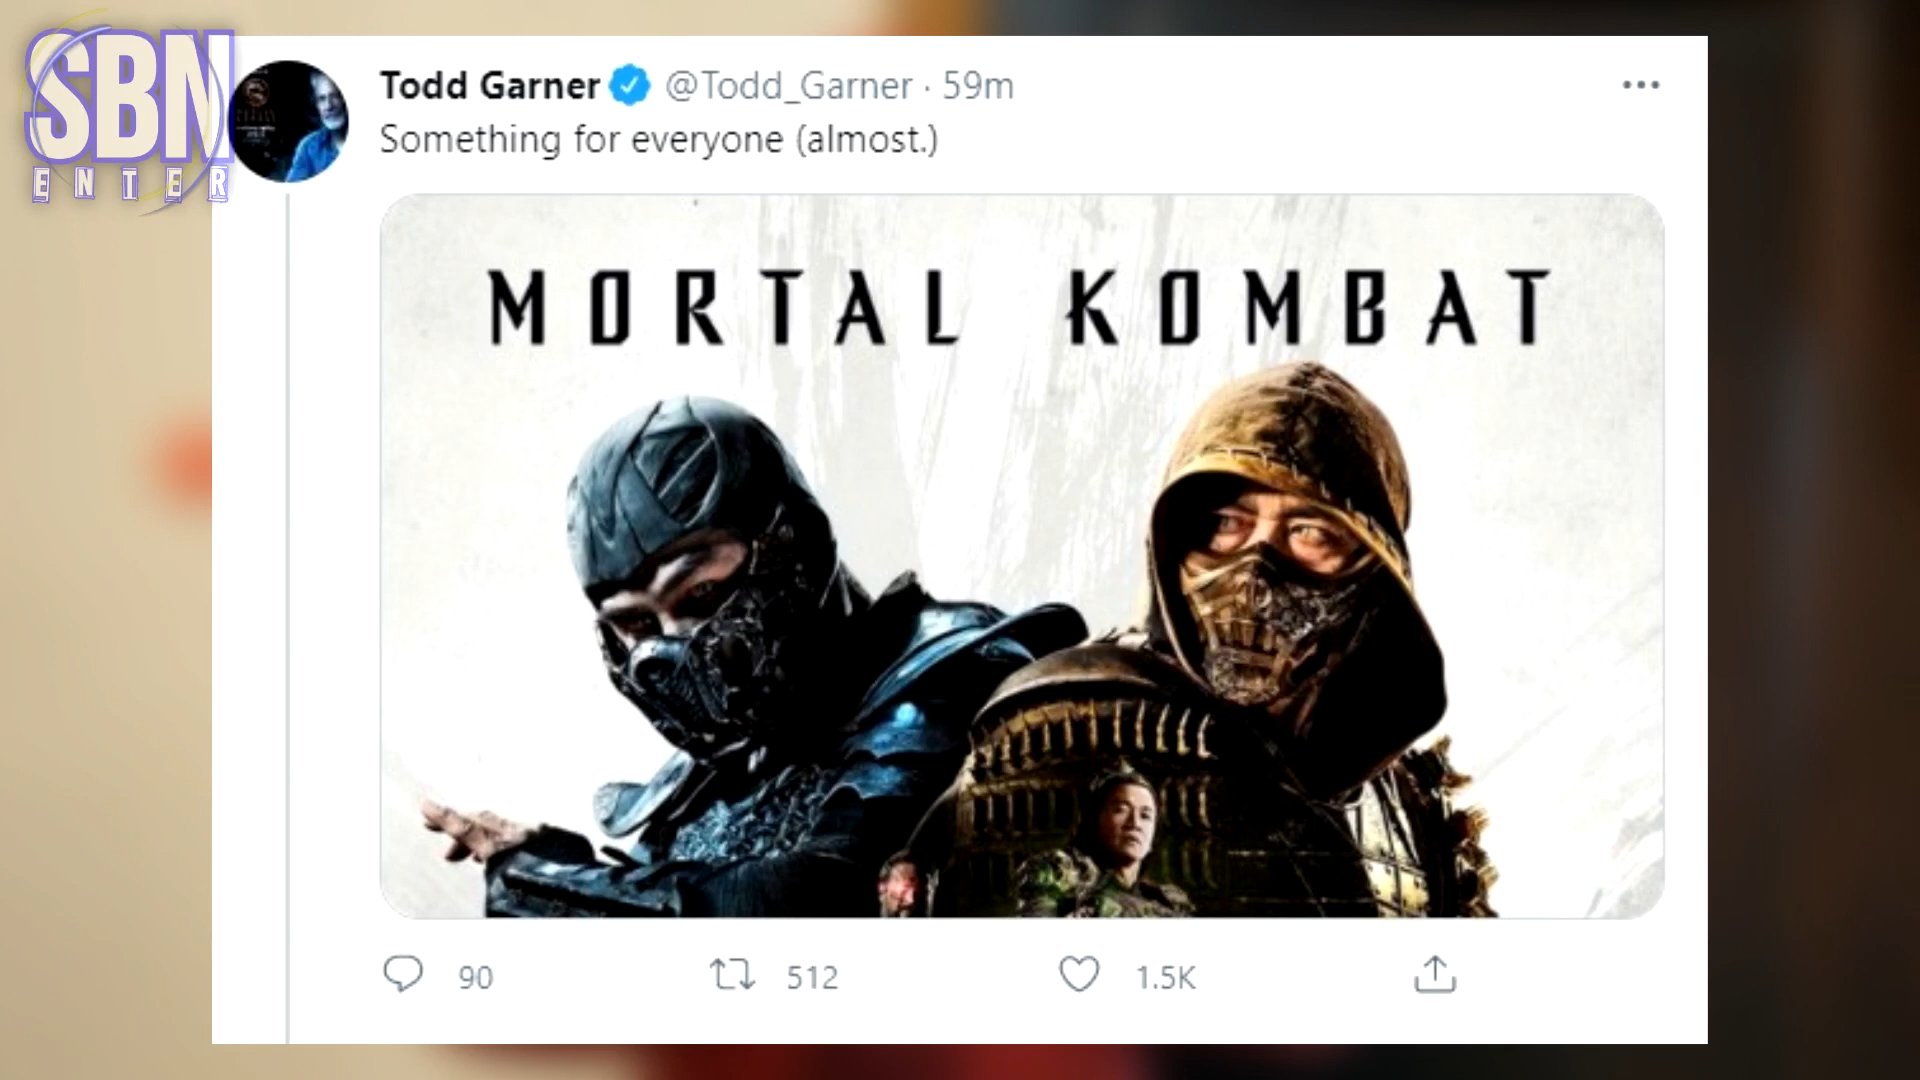 SBN
ENTER
Todd Garner @Todd_Garner · 59m
Something for everyone (almost.)
MORTAL KOMBAT
90 512 1.5K